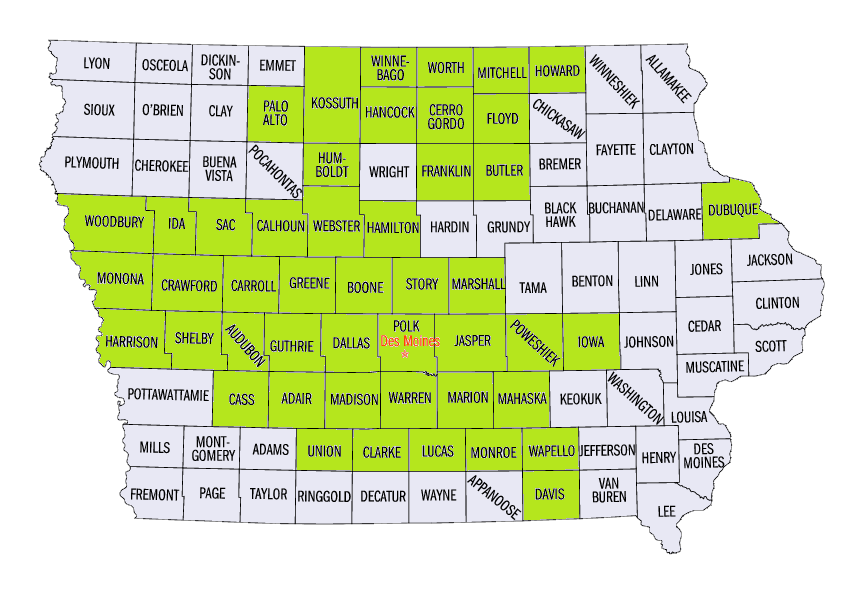 LYON
OSCEOLA
DICKIN-
SON
EMMET
KOSSUTH
WINNE-
BAGO
WORTH
MITCHELL
HOWARD
WINNESHIEK
ALLAMAKEE
SIOUX
O'BRIEN
CLAY
PALO
ALTO
HANCOCK
CERRO
GORDO
FLOYD
CHICKASAW
FAYETTE
CLAYTON
PLYMOUTH
CHEROKEE
BUENA
VISTA
POCAHONTAS
HUM-
BOLDT
WRIGHT
FRANKLIN
BUTLER
BREMER
WOODBURY
IDA
SAC
CALHOUN
WEBSTER
HAMILTON
HARDIN
GRUNDY
BLACK
HAWK
BUCHANAN
DELAWARE
DUBUQUE
MONONA
CRAWFORD
CARROLL
GREENE
BOONE
STORY
MARSHALL
TAMA
BENTON
LINN
JONES
JACKSON
CLINTON
HARRISON
SHELBY
AUDUBON
GUTHRIE
DALLAS
POLK
Des Moines
JASPER
POWESHIEK
IOWA
JOHNSON
CEDAR
SCOTT
MUSCATINE
POTTAWATTAMIE
CASS
ADAIR
MADISON
WARREN
MARION
MAHASKA
KEOKUK
WASHINGTON
LOUISA
MILLS
MONT-
GOMERY
ADAMS
UNION
CLARKE
LUCAS
MONROE
WAPELLO
JEFFERSON
HENRY
DES
MOINES
FREMONT
PAGE
TAYLOR
RINGGOLD
DECATUR
WAYNE
APPANOOSE
DAVIS
VAN
BUREN
LEE